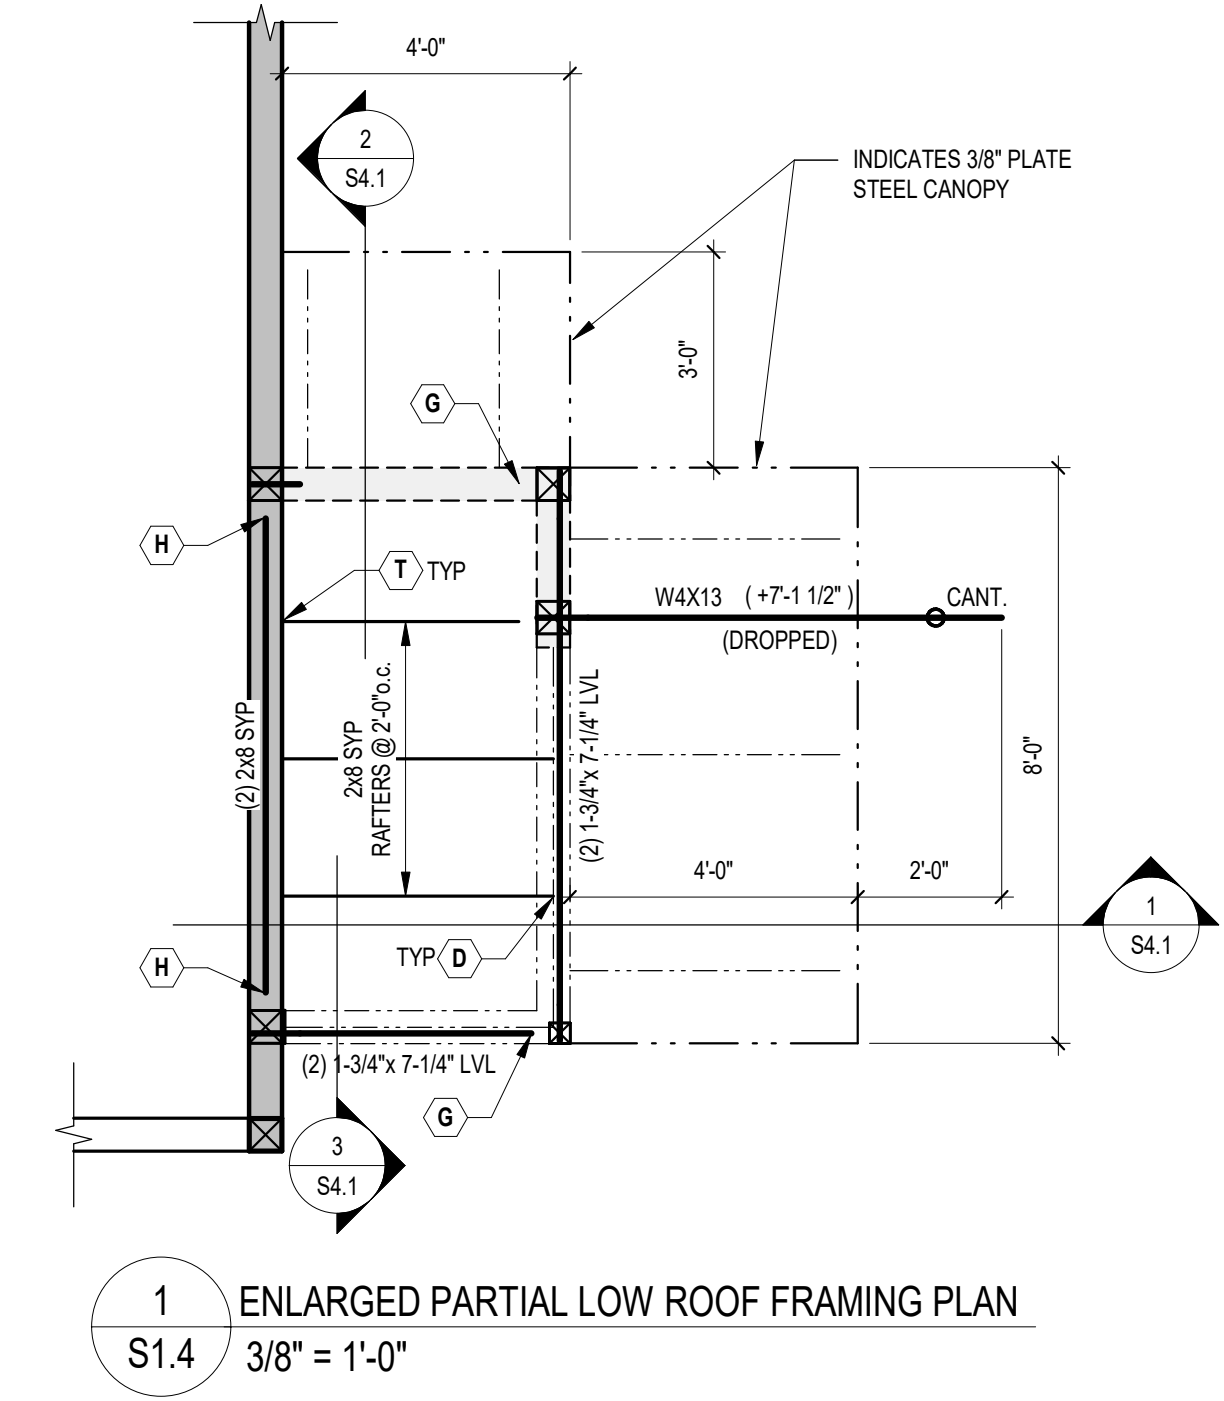 4'-0"
2
S4.1
INDICATES 3/8" PLATE
STEEL CANOPY
3'-0"
G
H
T TYP
W4X13 ( +7'-1 1/2" ) CANT.
(DROPPED)
(2) 2x8 SYP
2x8 SYP
RAFTERS @ 2'-0"o.c.
(2) 1-3/4"x 7-1/4" LVL
8'-0"
4'-0"
2'-0"
1
S4.1
TYP D
H
(2) 1-3/4"x 7-1/4" LVL
G
3
S4.1
1
S1.4
ENLARGED PARTIAL LOW ROOF FRAMING PLAN
3/8" = 1'-0"